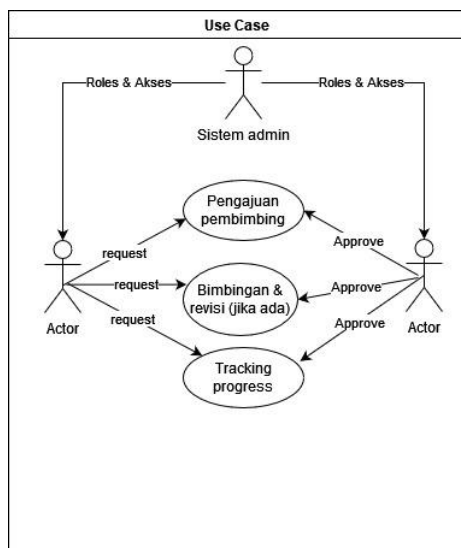 Use Case
Roles & Akses
Roles & Akses
Sistem admin
Pengajuan
pembimbing
request
Approve
Bimbingan &
revisi (jika ada)
request
Approve
Actor
Actor
request
Approve
Tracking
progress